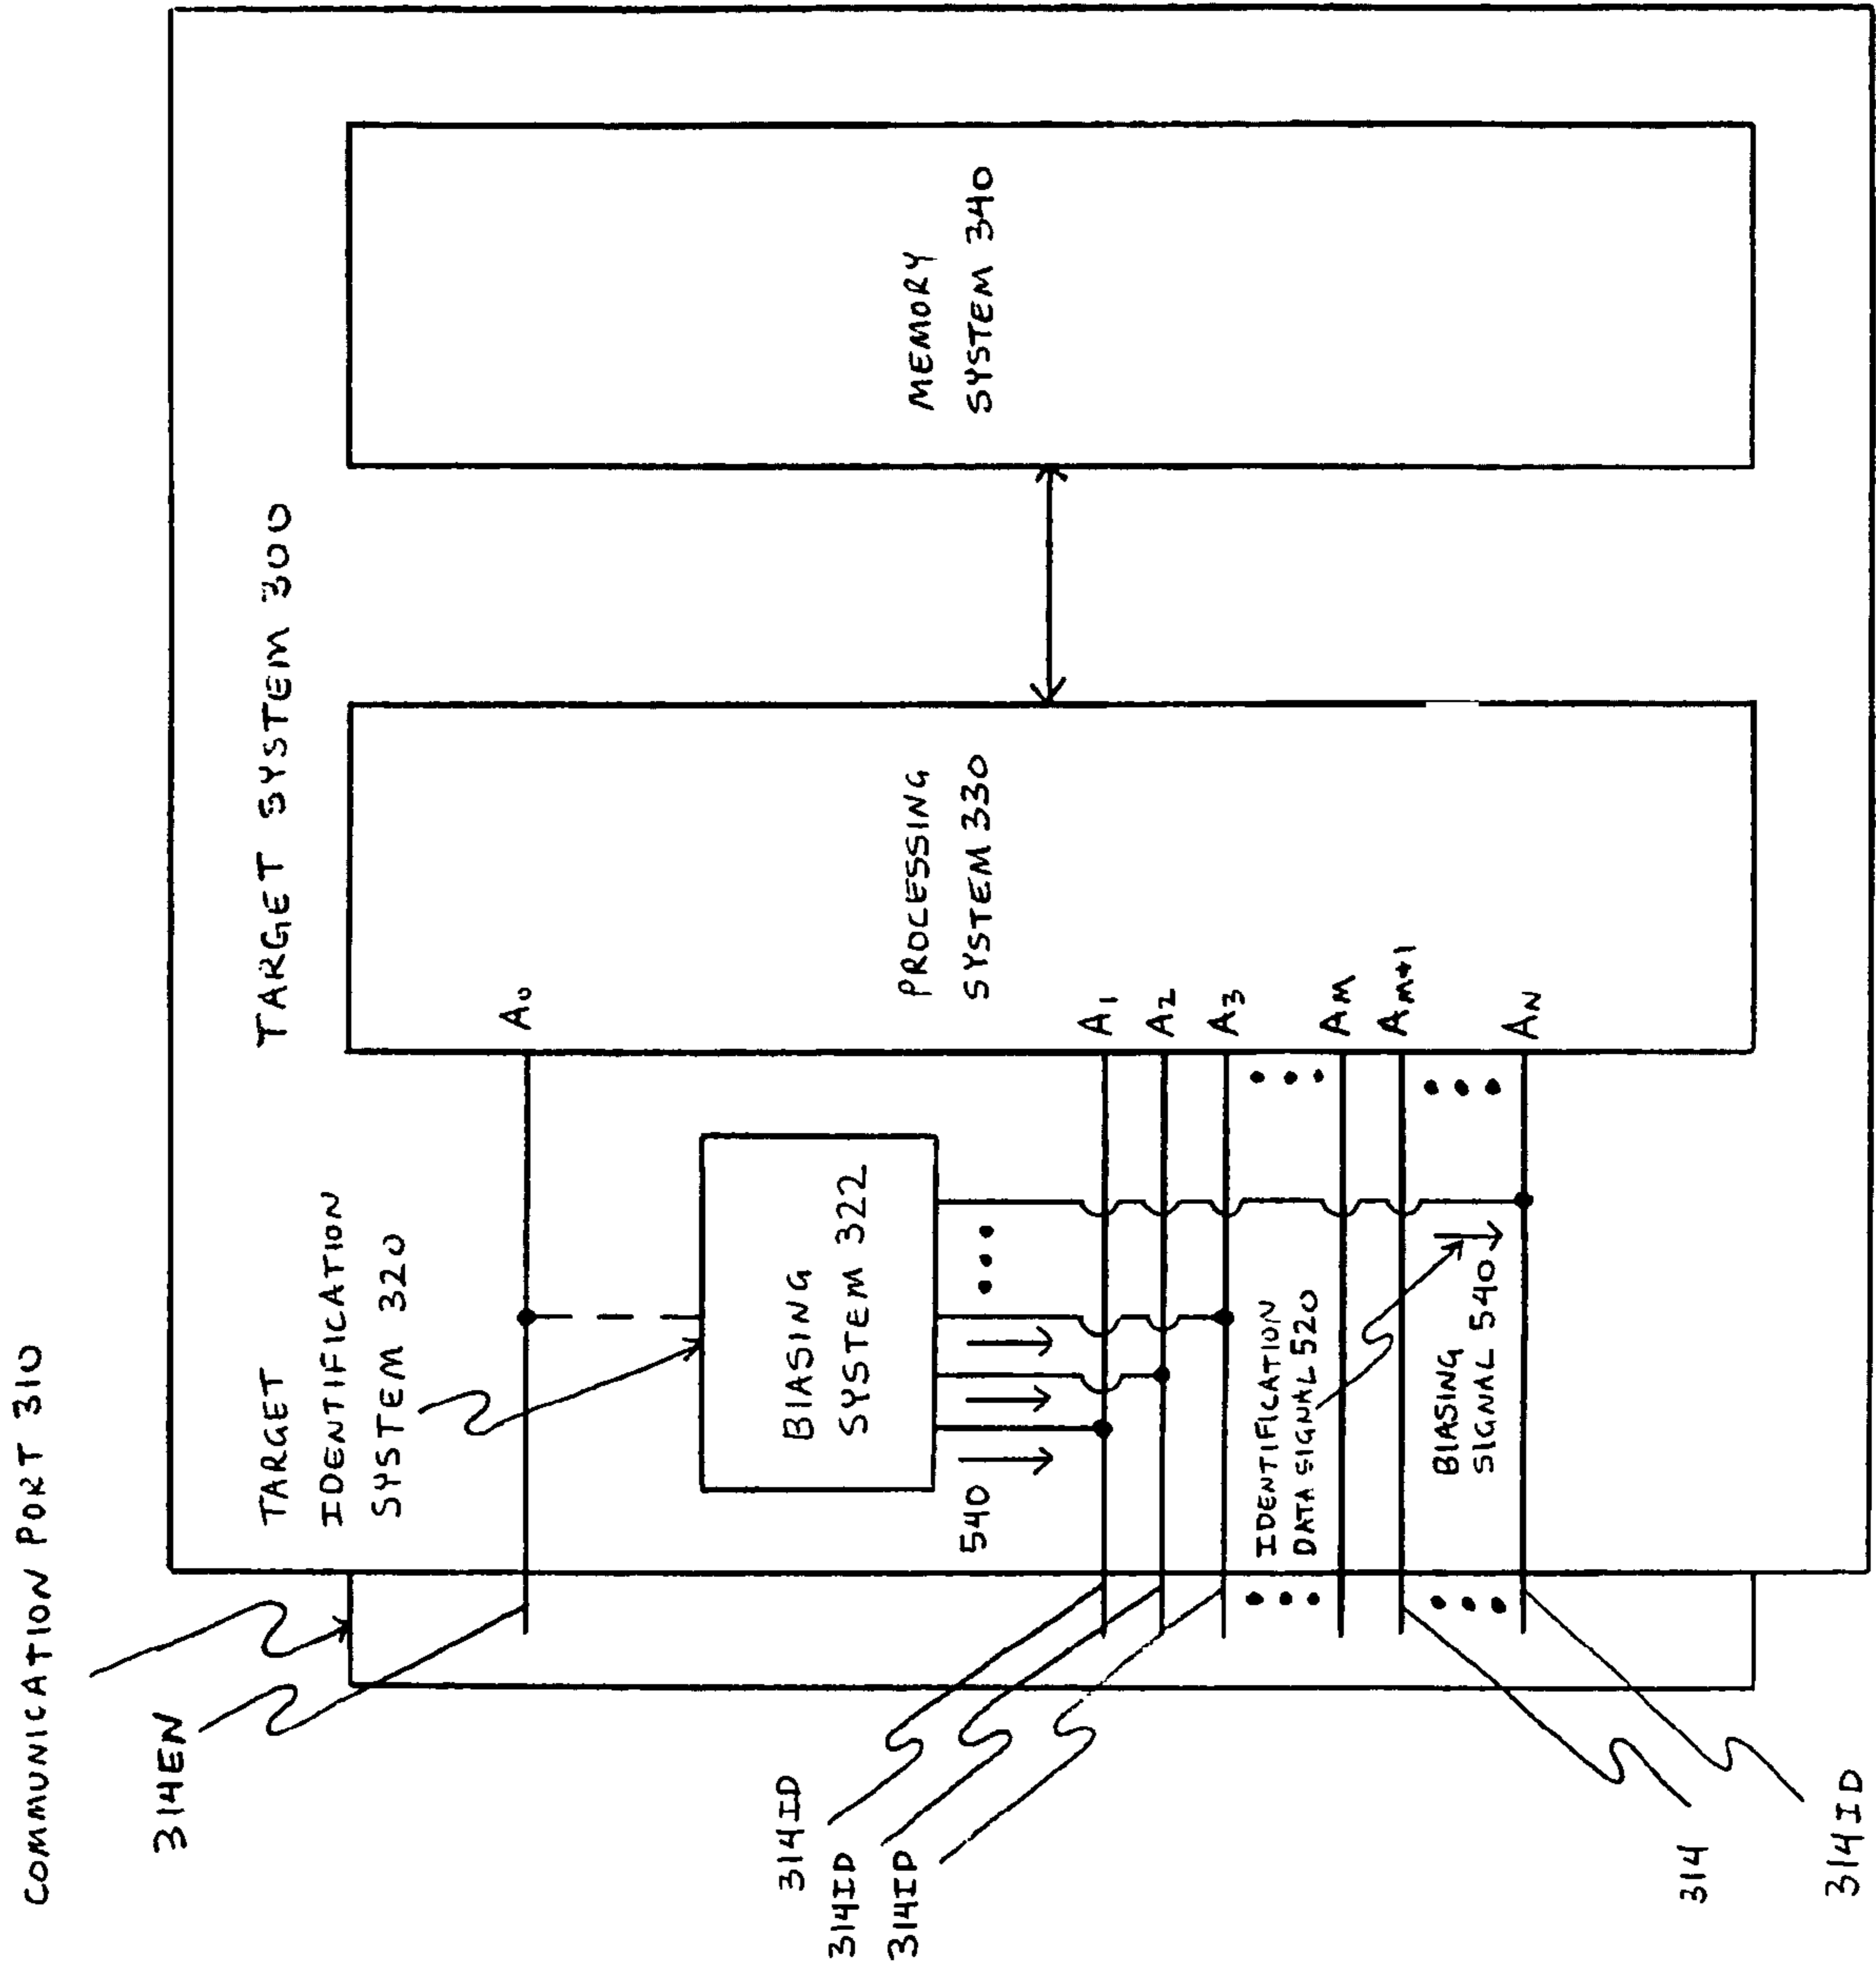 COMMUNICATION PORT 310
314EN
TARGET SYSTEM 300
TARGET
IDENTIFICATION
SYSTEM 320
A0
BIASING
SYSTEM 322
PROCESSING
SYSTEM 330
MEMORY
SYSTEM 340
540
314ID
314ID
314ID
A1
A2
A3
IDENTIFICATION
DATA SIGNAL 520
AM
AM+1
BIASING
SIGNAL 540
AN
314
314ID